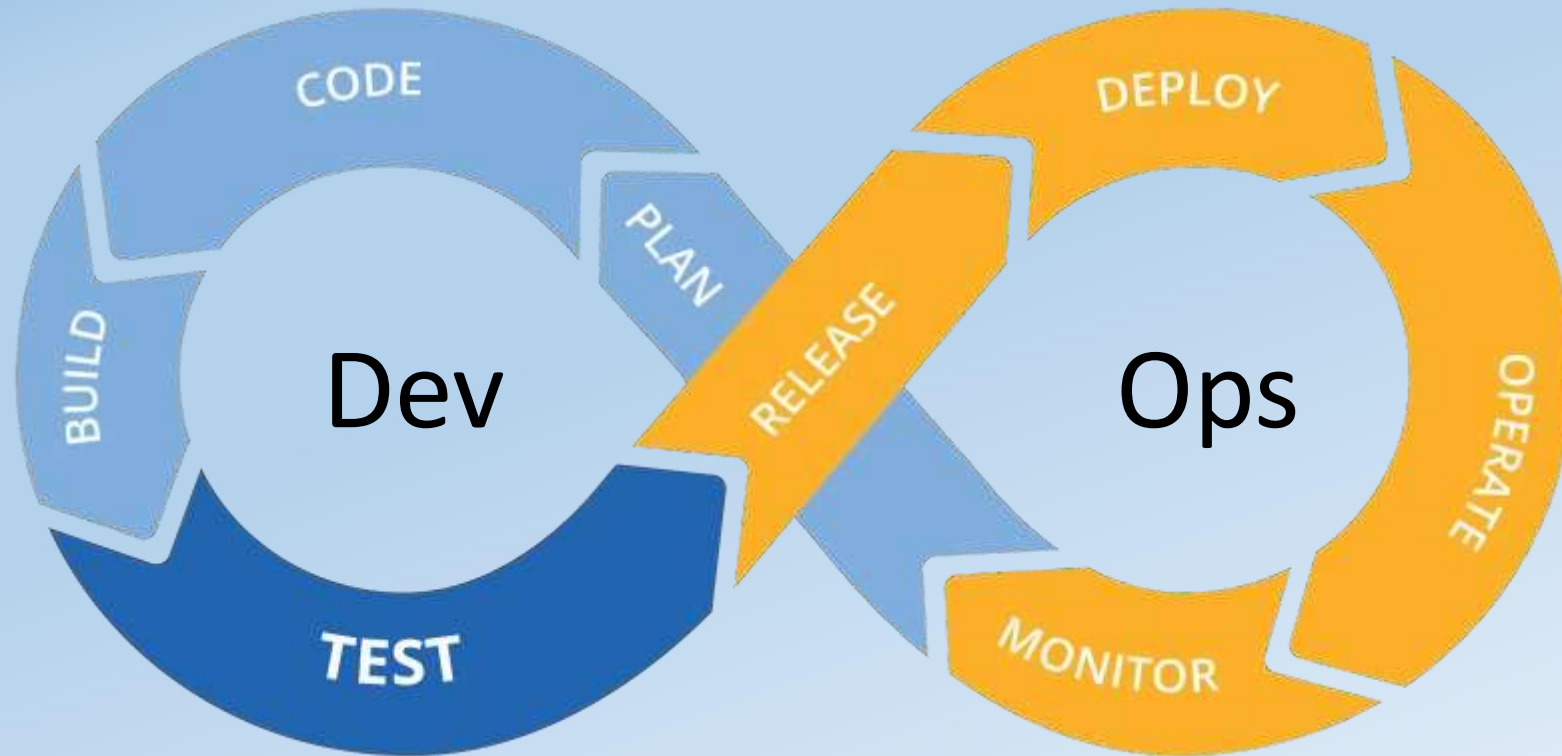 CODE
DEPLOY
PLAN
RELEASE
BUILD
Dev
Ops
OPERATE
TEST
MONITOR